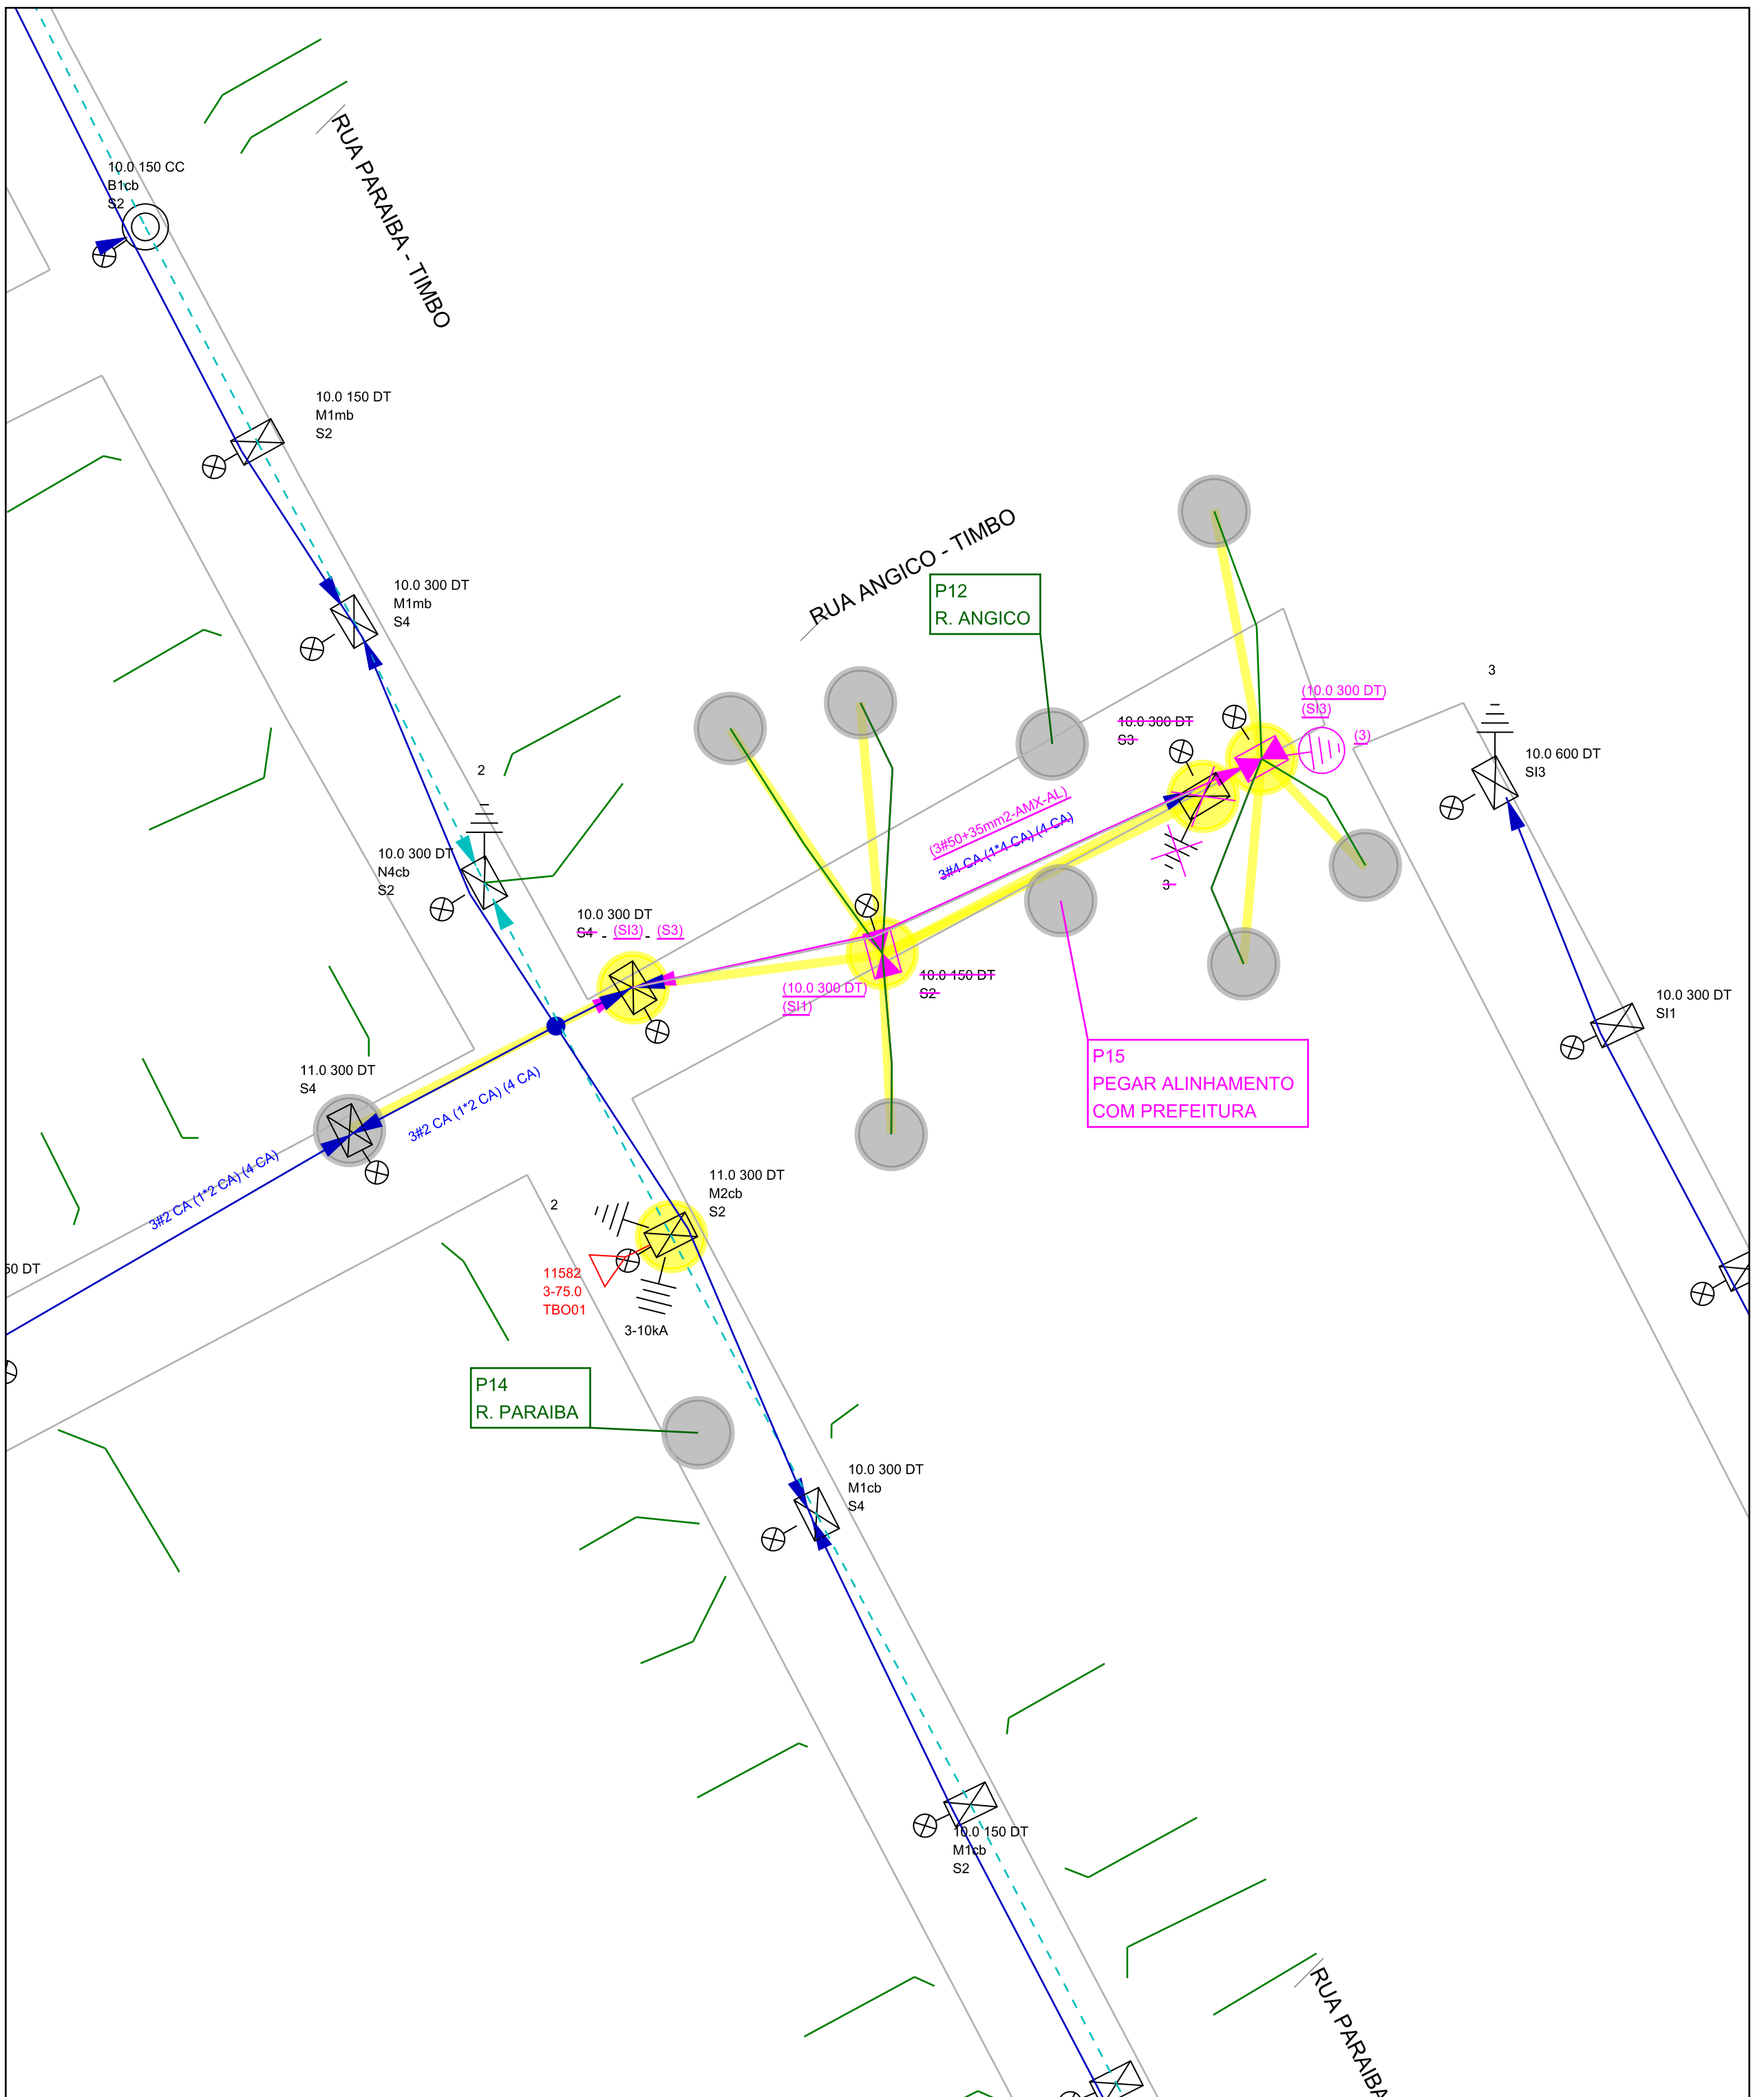 RUA PARAIBA - TIMBO
10.0 150 CC
B1cb
S2
10.0 150 DT
M1mb
S2
10.0 300 DT
M1mb
S4
RUA ANGICO - TIMBO
P12
R. ANGICO
3
(10.0 300 DT)
(SI3)
10.0 300 DT
S3
(3)
10.0 600 DT
SI3
2
10.0 300 DT
N4cb
S2
(3#50+35mm2-AMX-AL)
3#4 CA (1*4 CA) (4 CA)
3
10.0 300 DT
S4 - (SI3) - (S3)
10.0 150 DT
S2
(10.0 300 DT)
(SI1)
10.0 300 DT
SI1
P15
PEGAR ALINHAMENTO
COM PREFEITURA
11.0 300 DT
S4
3#2 CA (1*2 CA) (4 CA)
3#2 CA (1*2 CA) (4 CA)
11.0 300 DT
M2cb
S2
2
50 DT
11582
3-75.0
TBO01
3-10kA
P14
R. PARAIBA
10.0 300 DT
M1cb
S4
10.0 150 DT
M1cb
S2
RUA PARAIBA